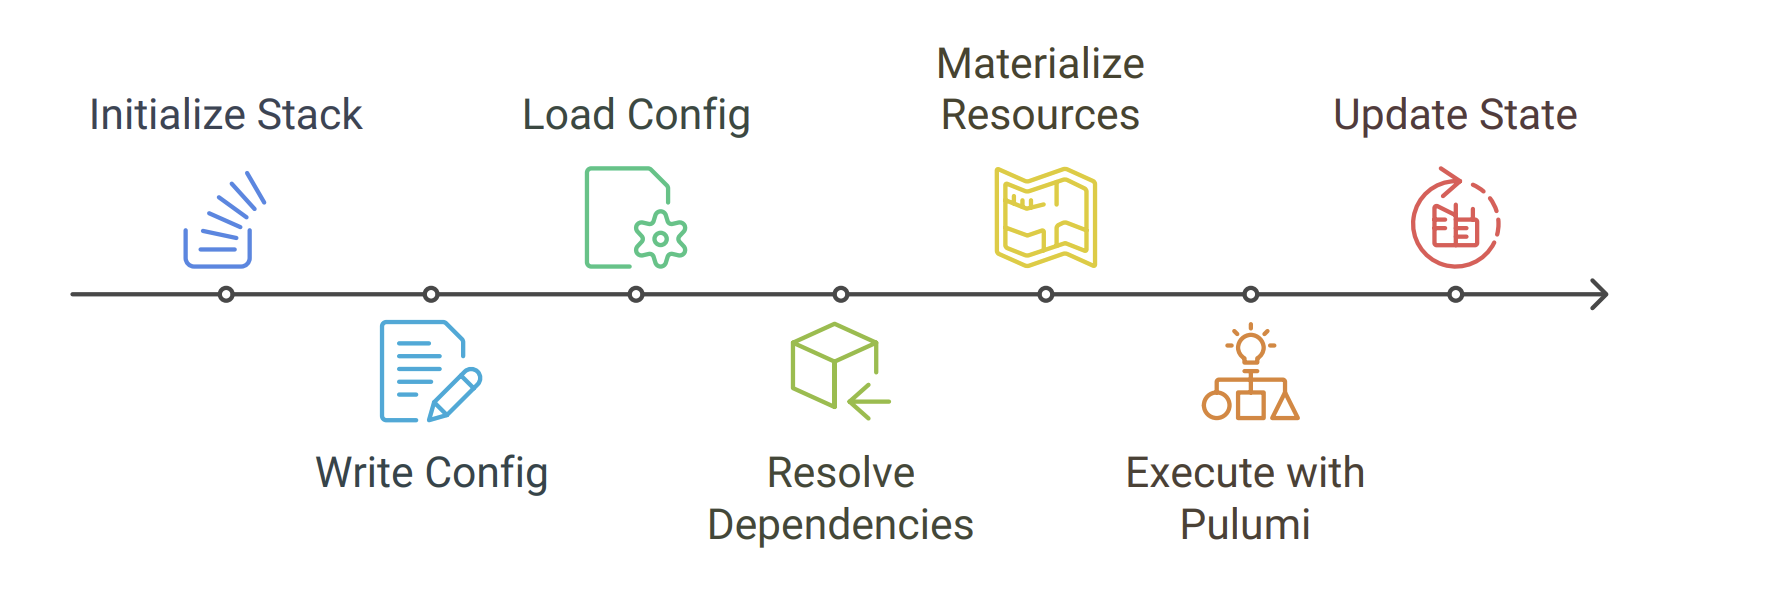 Initialize Stack
Write Config
Load Config
Resolve
Dependencies
Materialize
Resources
Execute with
Pulumi
Update State